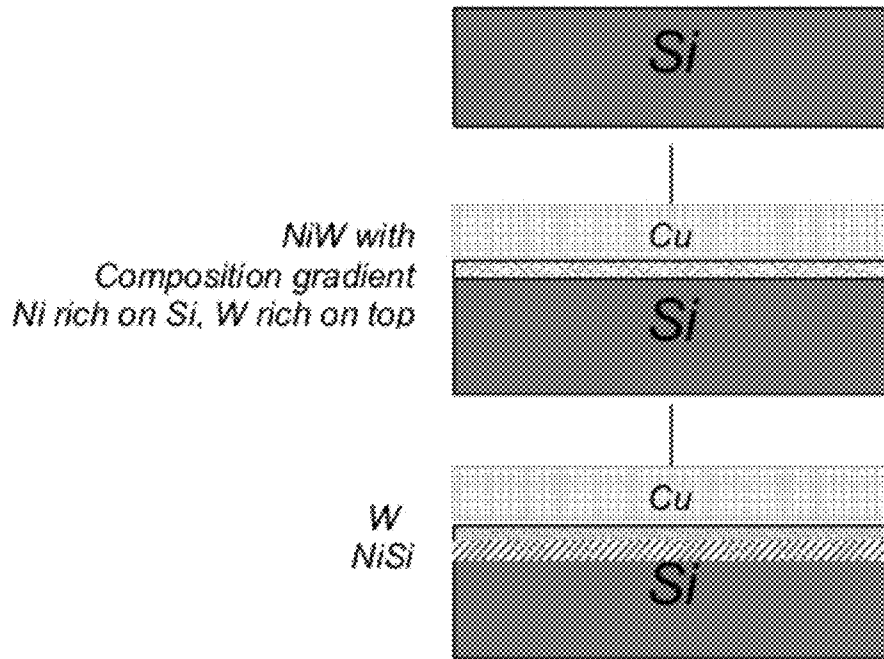 Si
NiW with
Composition gradient
Ni rich on Si, W rich on top
Cu
Si
W
NiSi
Cu
Si